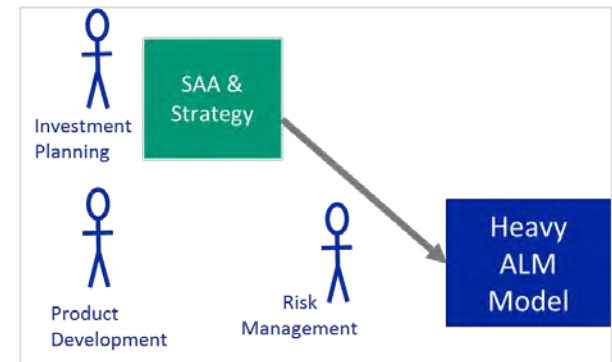 SAA &
Strategy
Investment
Planning
Heavy
ALM
Model
Risk
Management
Product
Development